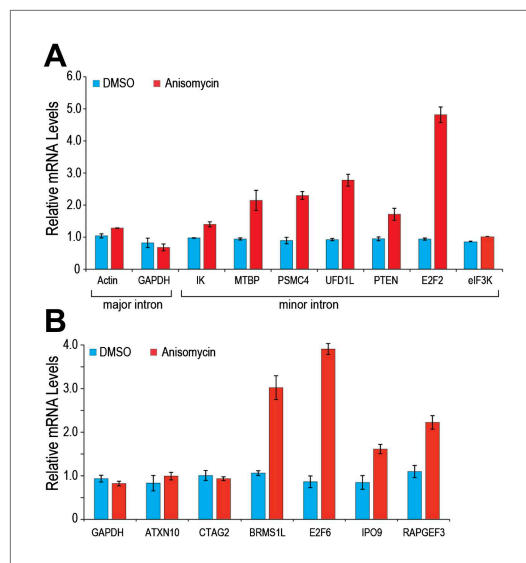 A
DMSO Anisomycin
Relative mRNA Levels
6.0
5.0
4.0
3.0
2.0
1.0
0
Actin GAPDH IK MTBP PSMC4 UFD1L PTEN E2F2 eIF3K
major intron minor intron
B
DMSO Anisomycin
Relative mRNA Levels
4.0
3.0
2.0
1.0
0
GAPDH ATXN10 CTAG2 BRMS1L E2F6 IPO9 RAPGEF3